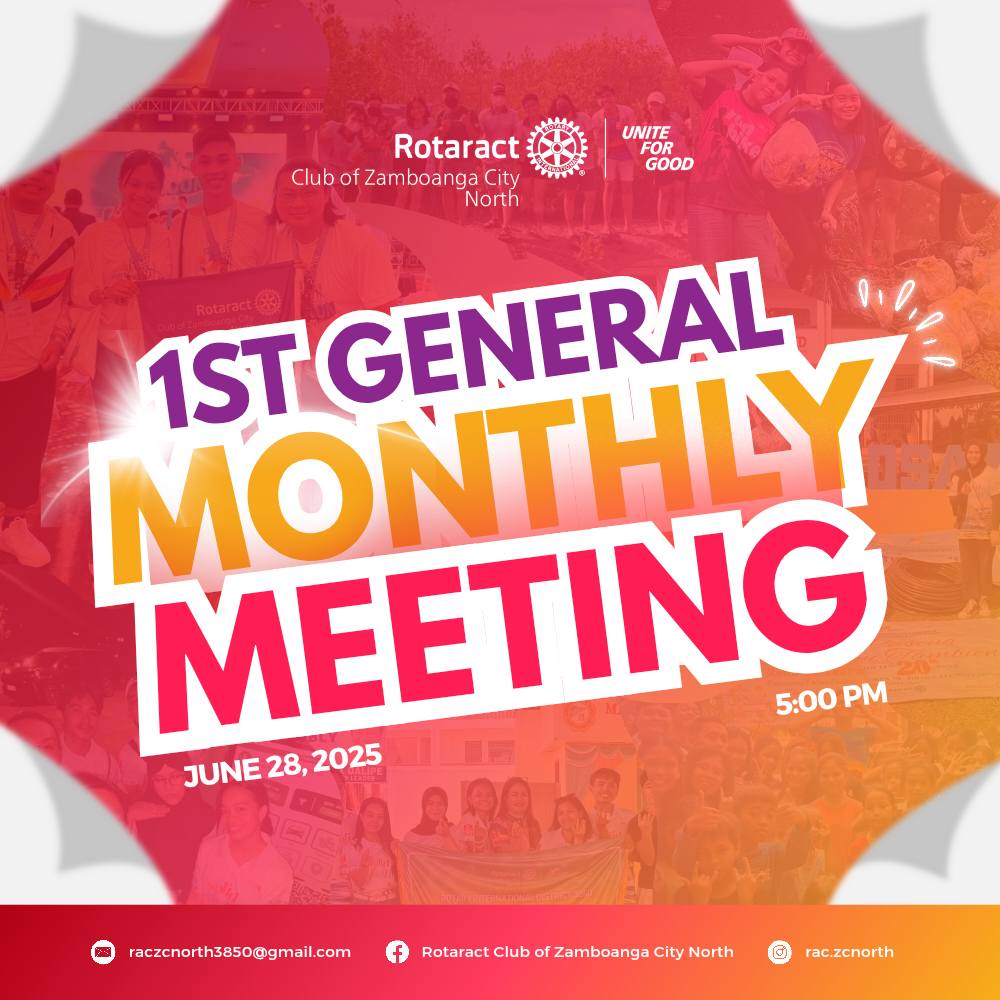 Rotaract
Club of Zamboanga City
North
UNITE
FOR
GOOD
1ST GENERAL
MONTHLY
MEETING
5:00 PM
JUNE 28, 2025
raczcnorth3850@gmail.com
Rotaract Club of Zamboanga City North
rac.zcnorth